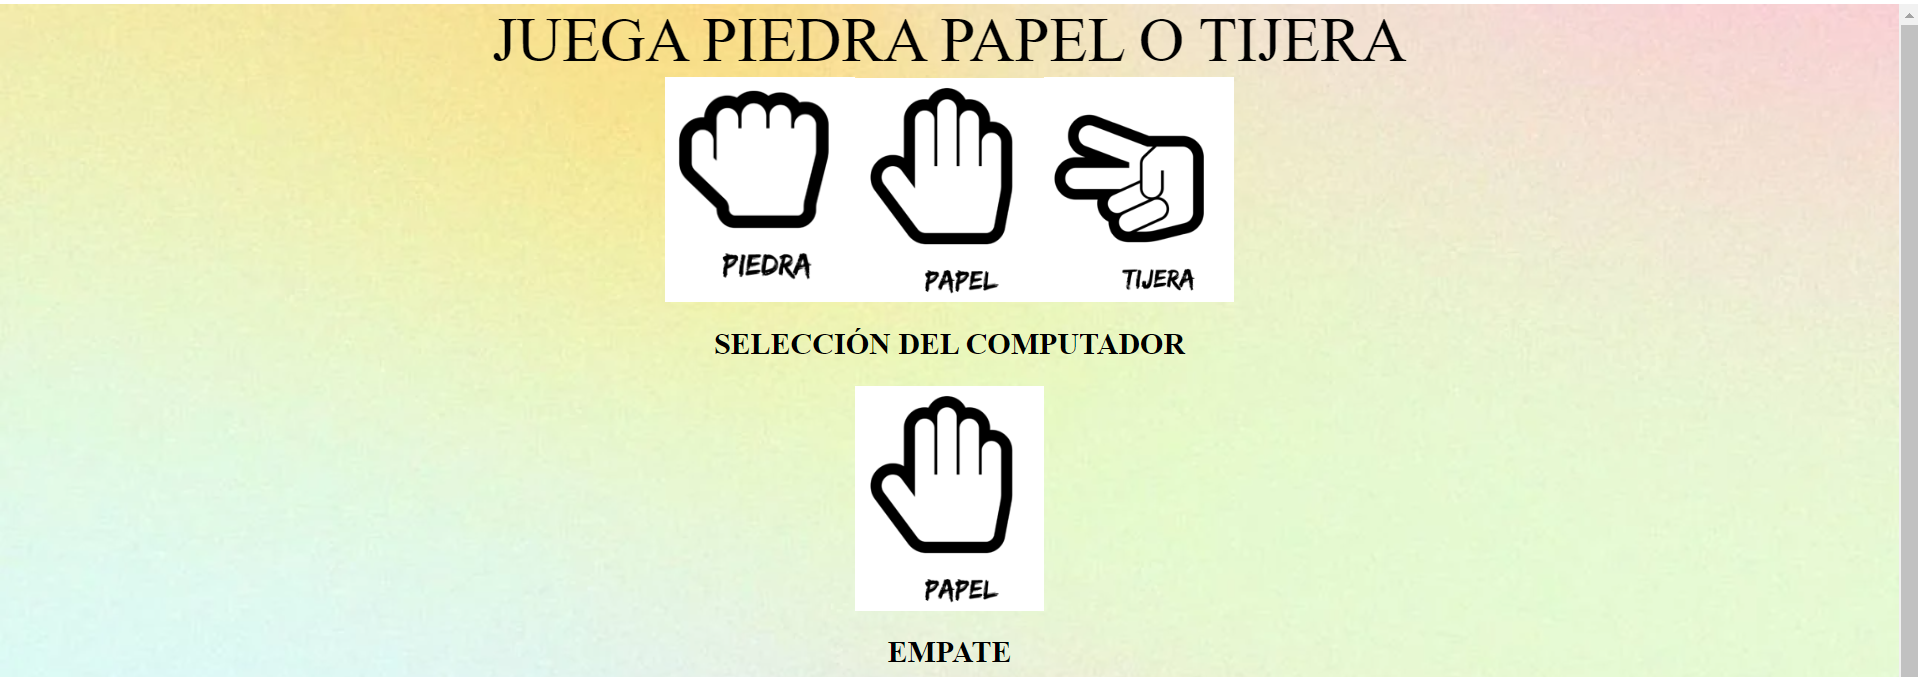 JUEGA PIEDRA PAPEL O TIJERA
PIEDRA
PAPEL
TIJERA
SELECCIÓN DEL COMPUTADOR
PAPEL
EMPATE